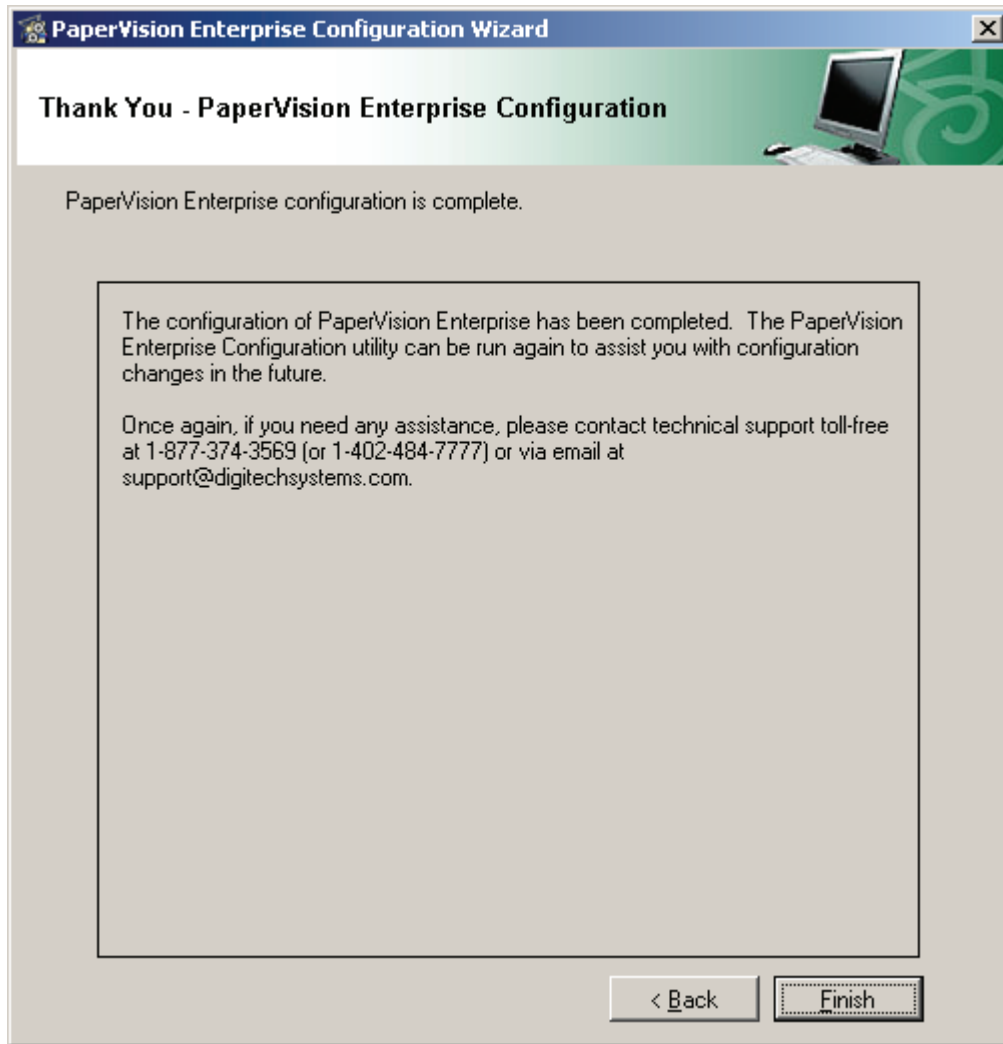 PaperVision Enterprise Configuration Wizard
Thank You - PaperVision Enterprise Configuration
PaperVision Enterprise configuration is complete.
The configuration of PaperVision Enterprise has been completed. The PaperVision
Enterprise Configuration utility can be run again to assist you with configuration
changes in the future.
Once again, if you need any assistance, please contact technical support toll-free
at 1-877-374-3569 (or 1-402-484-7777) or via email at
support@digitechsystems.com.
< Back Finish